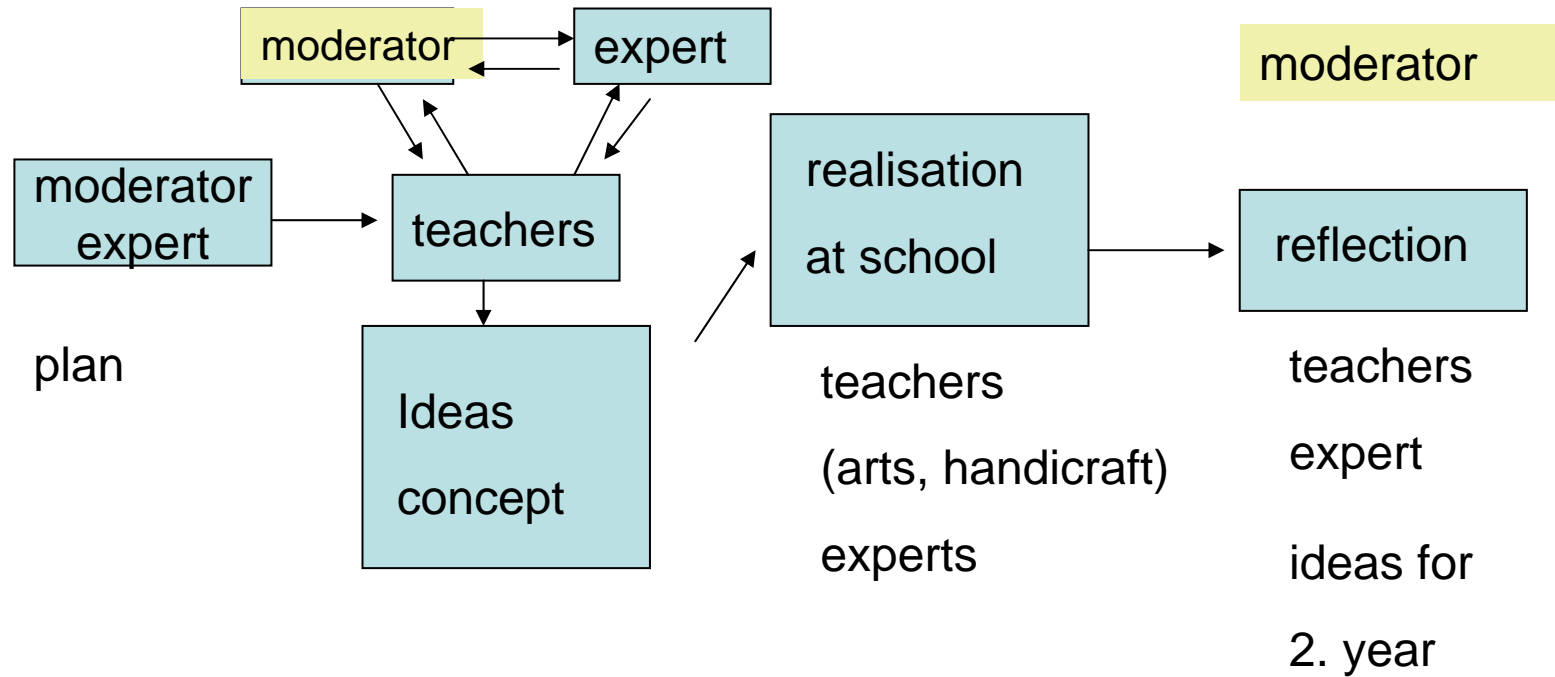 moderator
expert
moderator
moderator
expert
teachers
realisation
at school
reflection
plan
Ideas
concept
teachers
(arts, handicraft)
experts
teachers
expert
ideas for
2. year